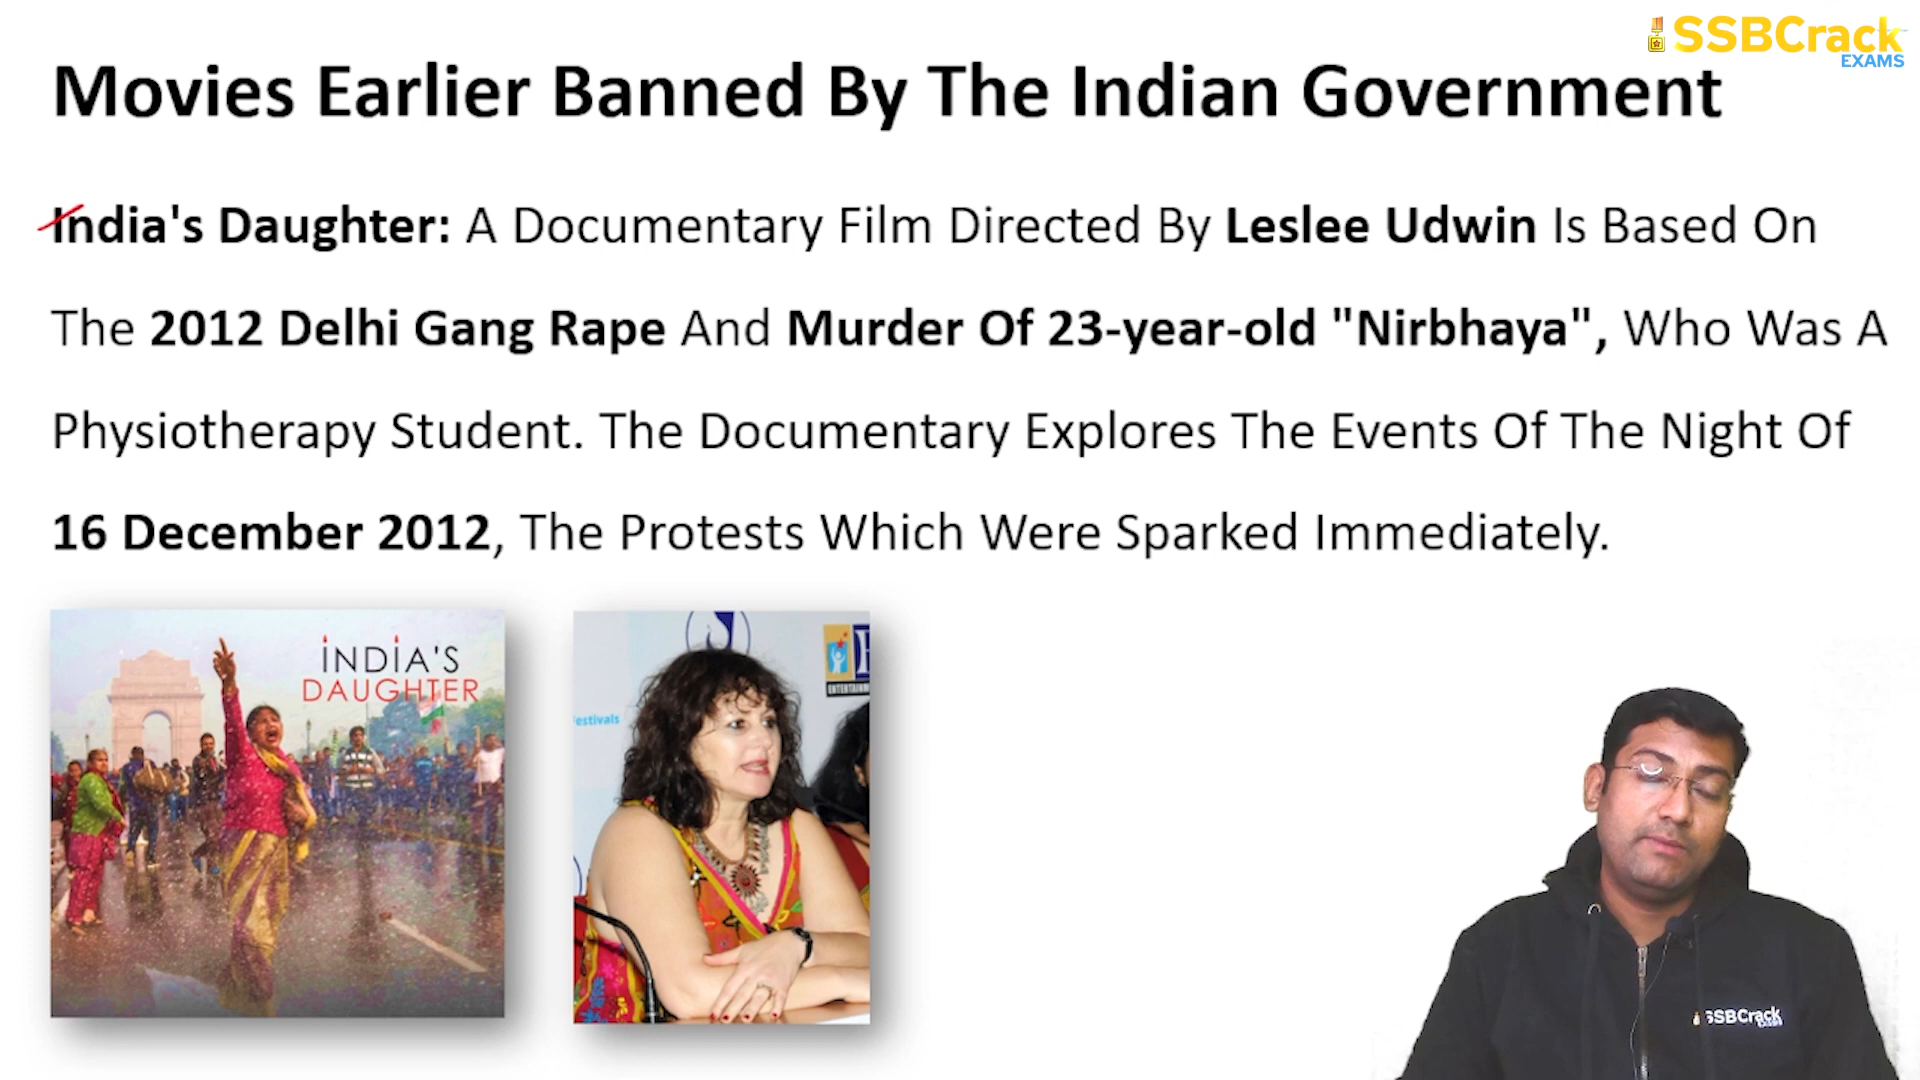 SSBCrack
EXAMS
Movies Earlier Banned By The Indian Government
India's Daughter: A Documentary Film Directed By Leslee Udwin Is Based On
The 2012 Delhi Gang Rape And Murder Of 23-year-old "Nirbhaya", Who Was A
Physiotherapy Student. The Documentary Explores The Events Of The Night Of
16 December 2012, The Protests Which Were Sparked Immediately.
INDIA'S
DAUGHTER
estivals
SSBCrack